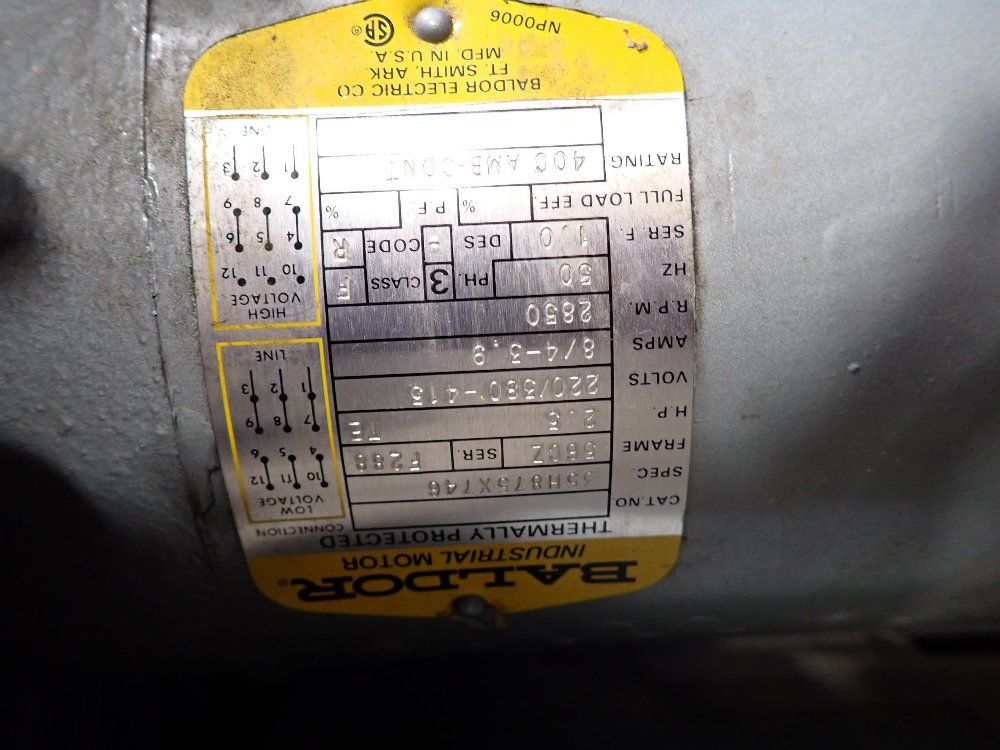 BALDOR®
INDUSTRIAL MOTOR
THERMALLY PROTECTED
CAT.NO
SPEC. 35H875X746
FRAME 56CZ SER. F288
H.P. 2.5 TE
VOLTS 220/380-415
AMPS 8/4-3.9
R.P.M. 2850
HZ 50 PH. 3 CLASS F
SER. F. 1.0 DES - CODE R
FULL LOAD EFF. % P F. %
RATING 40C AMB-CONT
CONNECTION
LOW
VOLTAGE
10 11 12
4 5 6
7 8 9
1 2 3
LINE
HIGH
VOLTAGE
10 11 12
4 5 6
7 8 9
1 2 3
LINE
BALDOR ELECTRIC CO
FT. SMITH, ARK.
MFD. IN U.S.A.
SA ®
NP0006